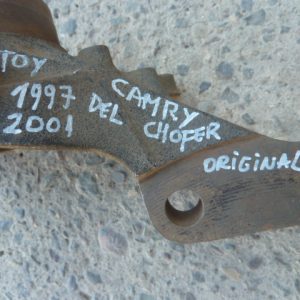 TOY CAMRY
1997 DEL CHOFER
2001 ORIGINAL